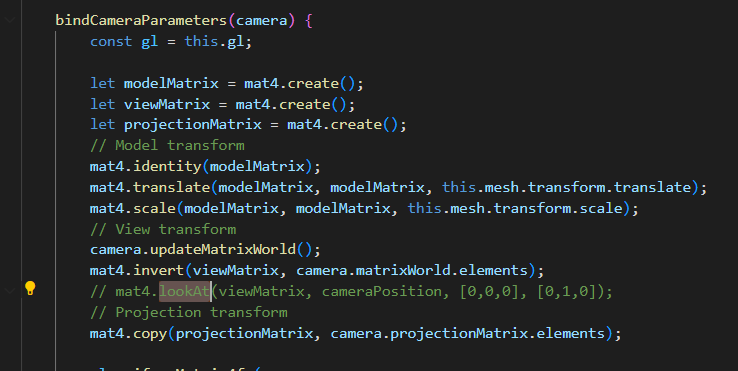 bindCameraParameters(camera) {
const gl = this.gl;
let modelMatrix = mat4.create();
let viewMatrix = mat4.create();
let projectionMatrix = mat4.create();
// Model transform
mat4.identity(modelMatrix);
mat4.translate(modelMatrix, modelMatrix, this.mesh.transform.translate);
mat4.scale(modelMatrix, modelMatrix, this.mesh.transform.scale);
// View transform
camera.updateMatrixWorld();
mat4.invert(viewMatrix, camera.matrixWorld.elements);
// mat4.lookAt(viewMatrix, cameraPosition, [0,0,0], [0,1,0]);
// Projection transform
mat4.copy(projectionMatrix, camera.projectionMatrix.elements);